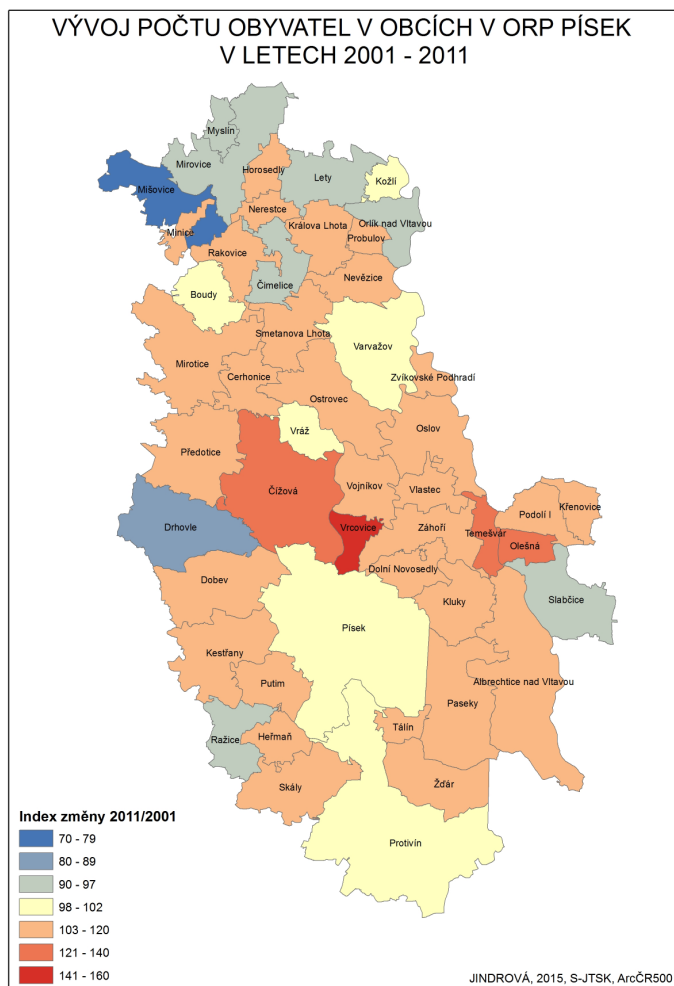 VÝVOJ POČTU OBYVATEL V OBCÍCH V ORP PÍSEK
V LETECH 2001 - 2011
Myslín
Mirovice
Horosedly
Lety
Kožlí
Mišovice
Nerestce
Minice
Králova Lhota
Orlík nad Vltavou
Probulov
Rakovice
Nevězice
Čimelice
Boudy
Smetanova Lhota
Varvažov
Mirotice
Cerhonice
Zvíkovské Podhradí
Ostrovec
Vráž
Oslov
Předotice
Čížová
Vojníkov
Vlastec
Podolí I
Křenovice
Drhovle
Vrcovice
Záhoří
Temešvár
Olešná
Dolní Novosedly
Dobev
Kluky
Slabčice
Písek
Kestřany
Putim
Albrechtice nad Vltavou
Paseky
Ražice
Heřmaň
Tálín
Skály
Žďár
Protivín
Index změny 2011/2001
70 - 79
80 - 89
90 - 97
98 - 102
103 - 120
121 - 140
141 - 160
JINDROVÁ, 2015, S-JTSK, ArcČR500